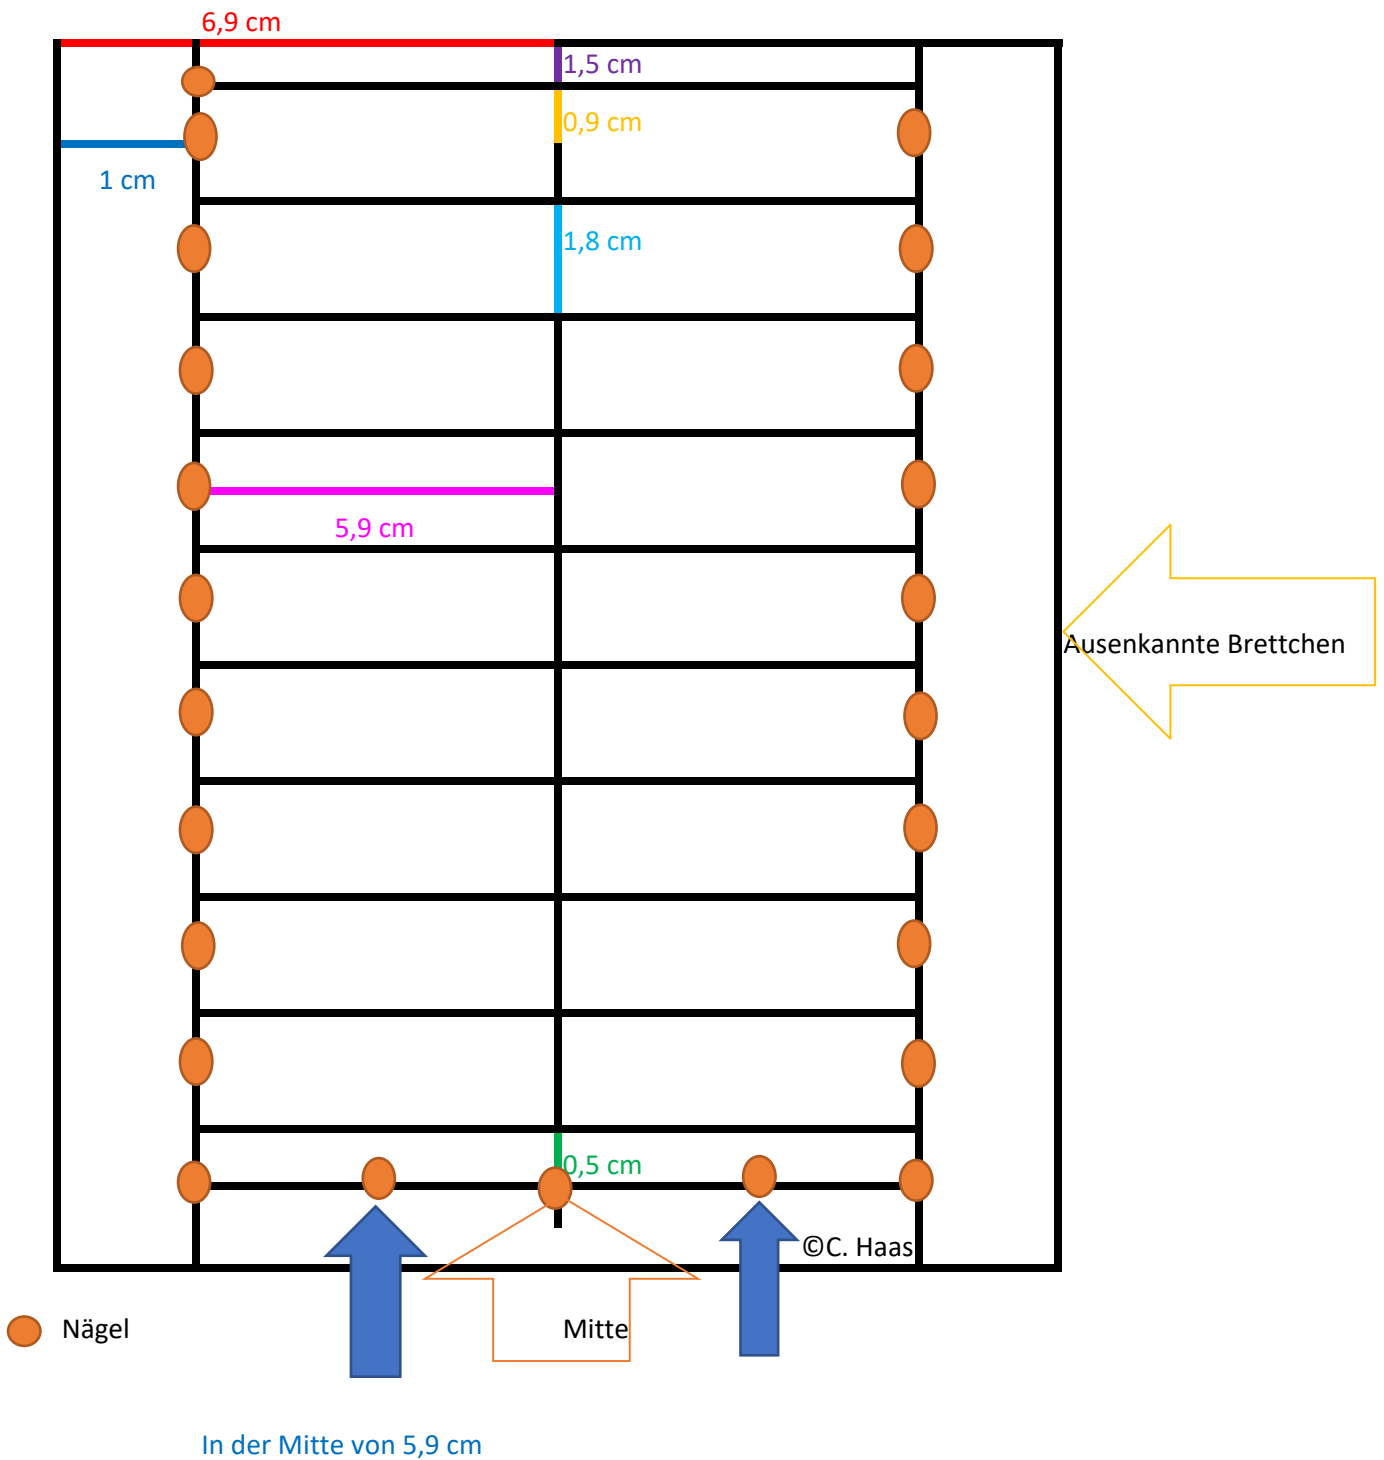 6,9 cm
1,5 cm
0,9 cm
1 cm
1,8 cm
5,9 cm
Ausenkannte Brettchen
0,5 cm
©C. Haas
Nägel
Mitte
In der Mitte von 5,9 cm